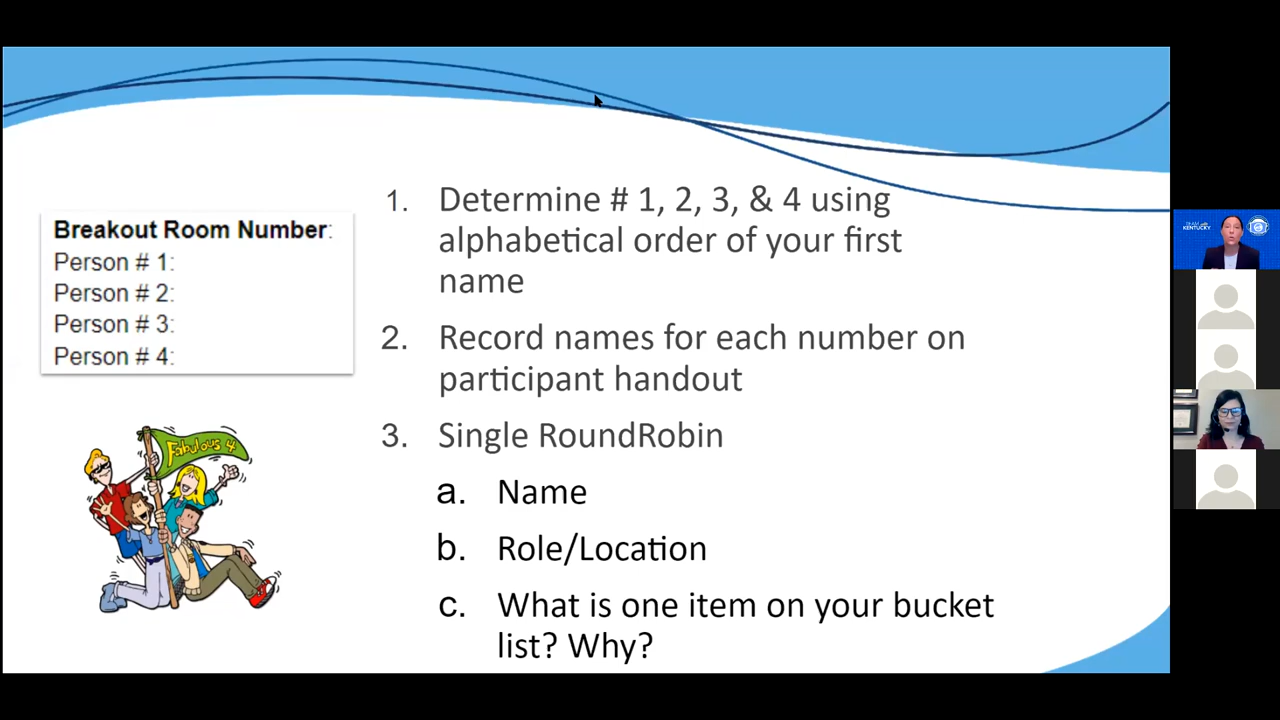 Breakout Room Number:
Person # 1:
Person # 2:
Person # 3:
Person # 4:
Fabulous 4
1. Determine # 1, 2, 3, & 4 using
alphabetical order of your first
name
2. Record names for each number on
participant handout
3. Single RoundRobin
a. Name
b. Role/Location
c. What is one item on your bucket
list? Why?
TEAM
KENTUCKY